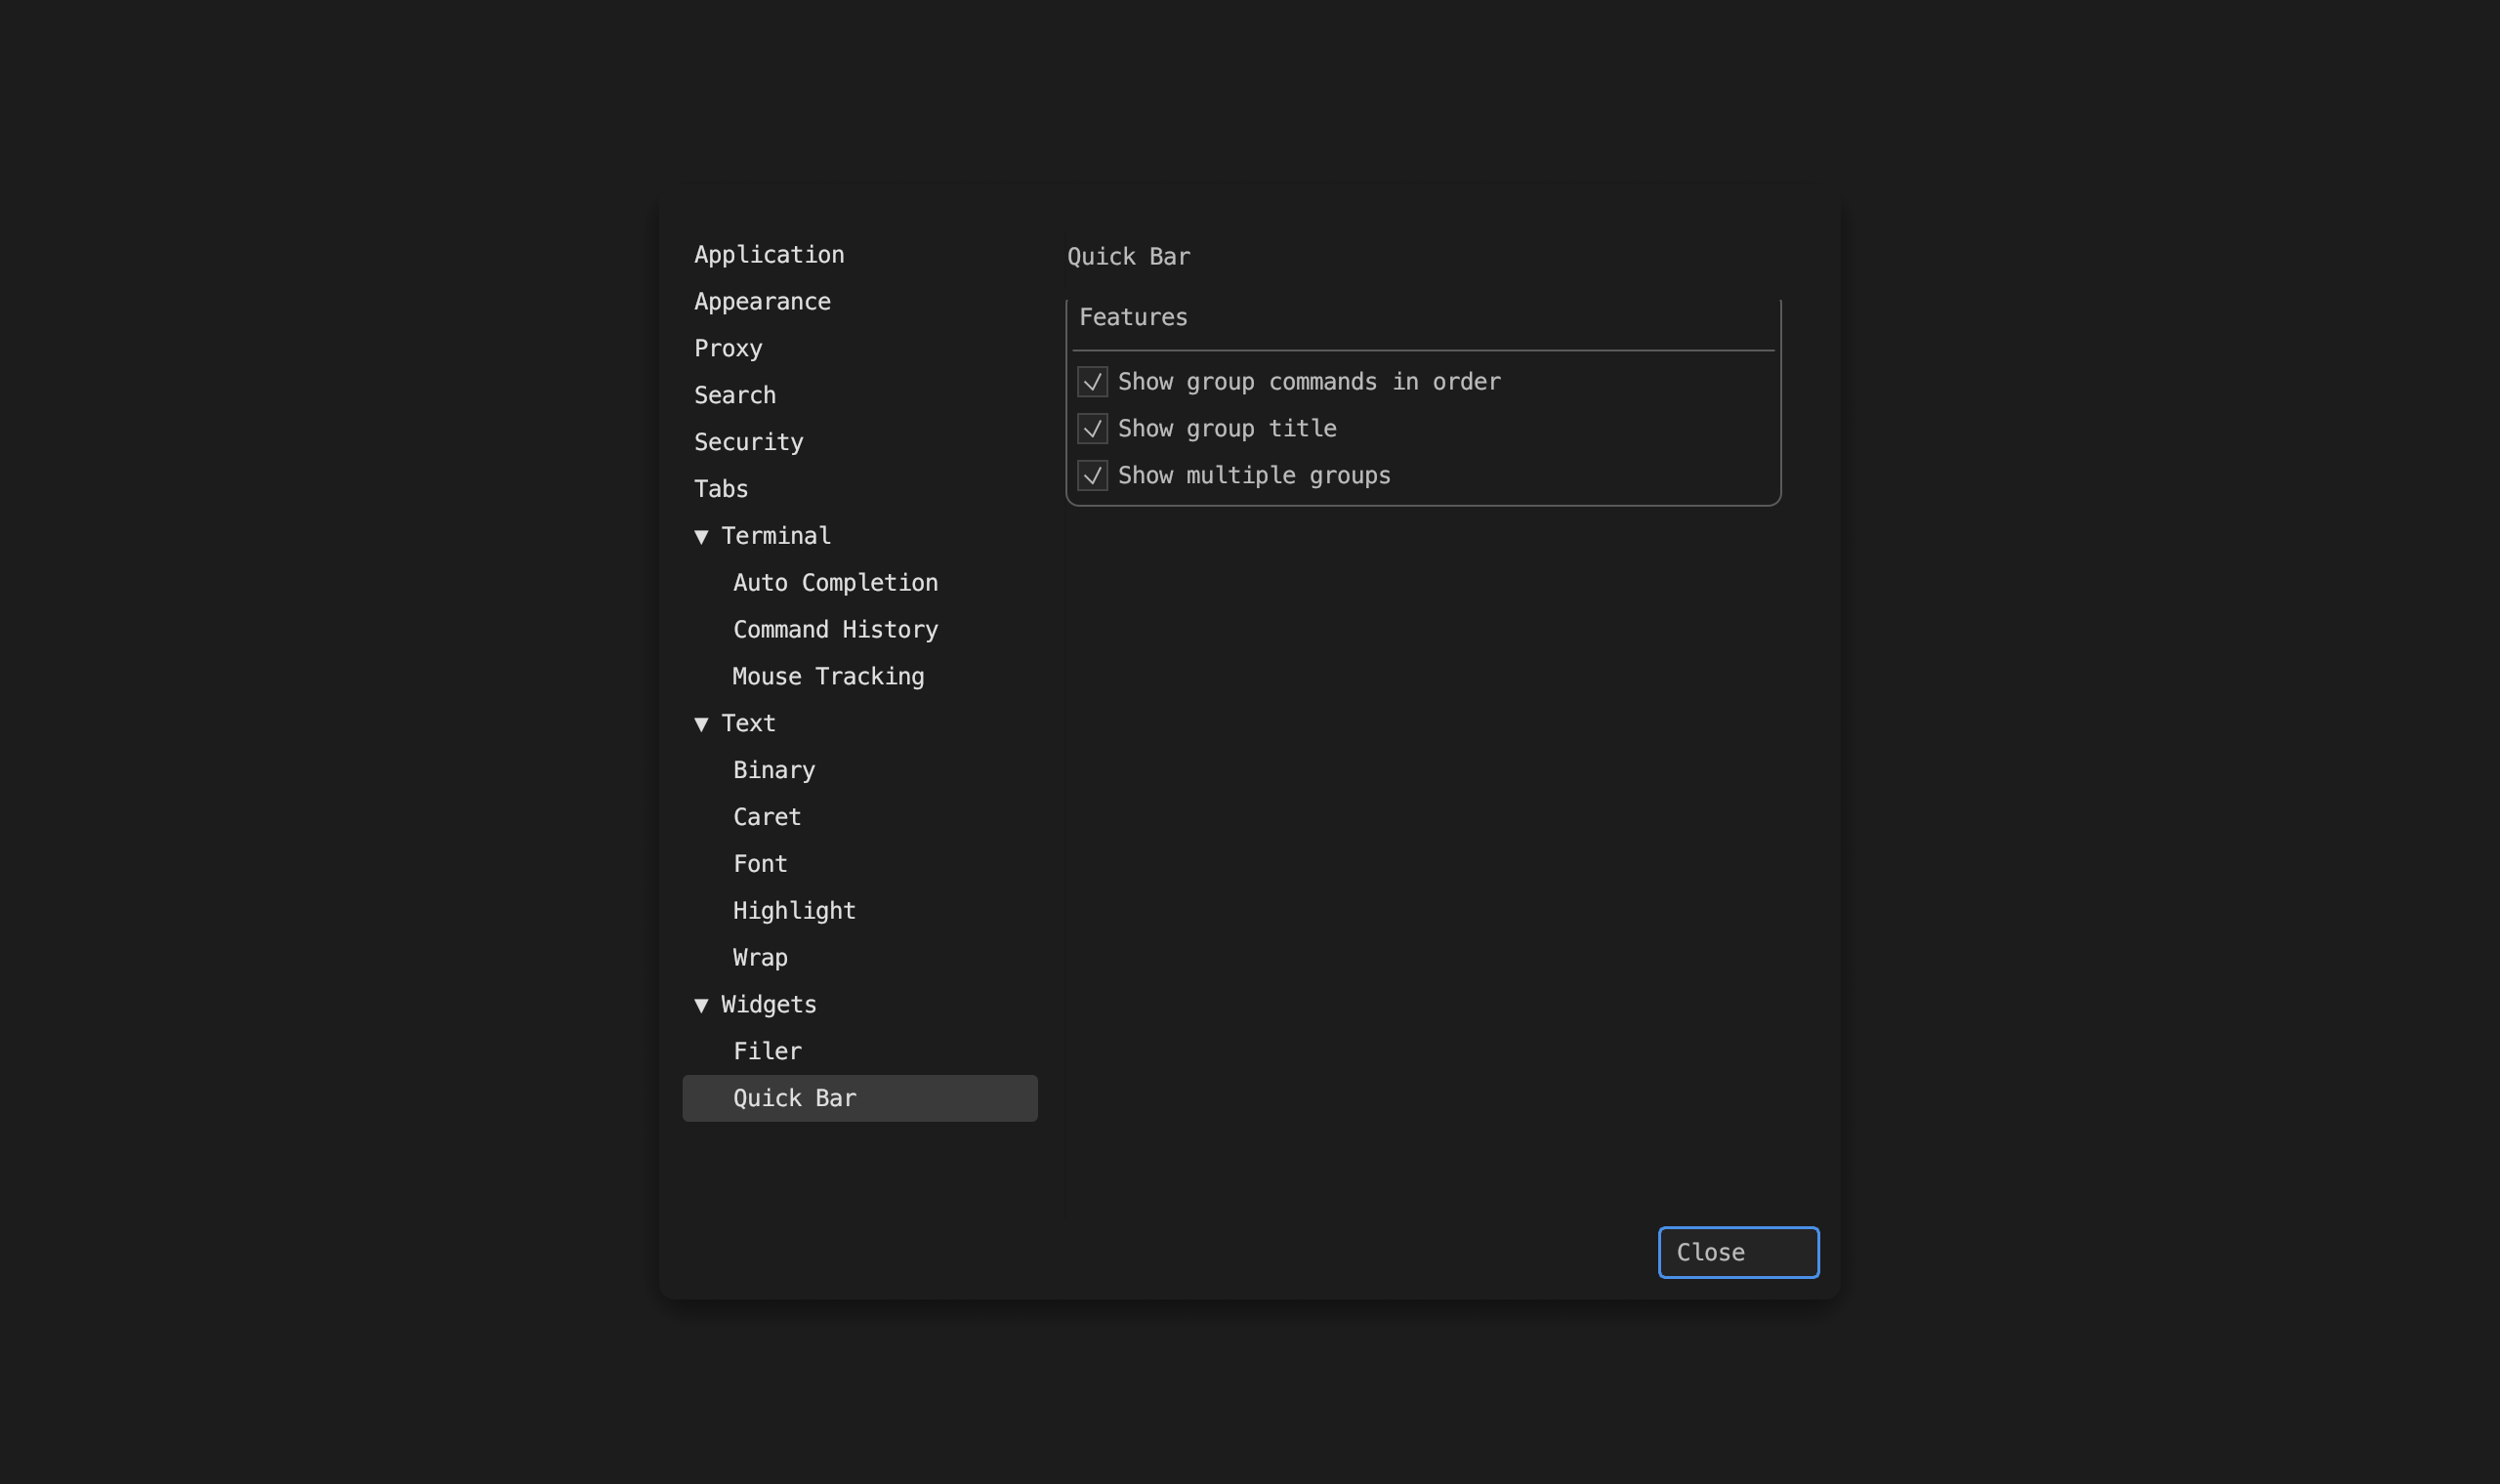 Application
Appearance
Proxy
Search
Security
Tabs
▼ Terminal
Auto Completion
Command History
Mouse Tracking
▼ Text
Binary
Caret
Font
Highlight
Wrap
▼ Widgets
Filer
Quick Bar
Quick Bar
Features
Show group commands in order
Show group title
Show multiple groups
Close